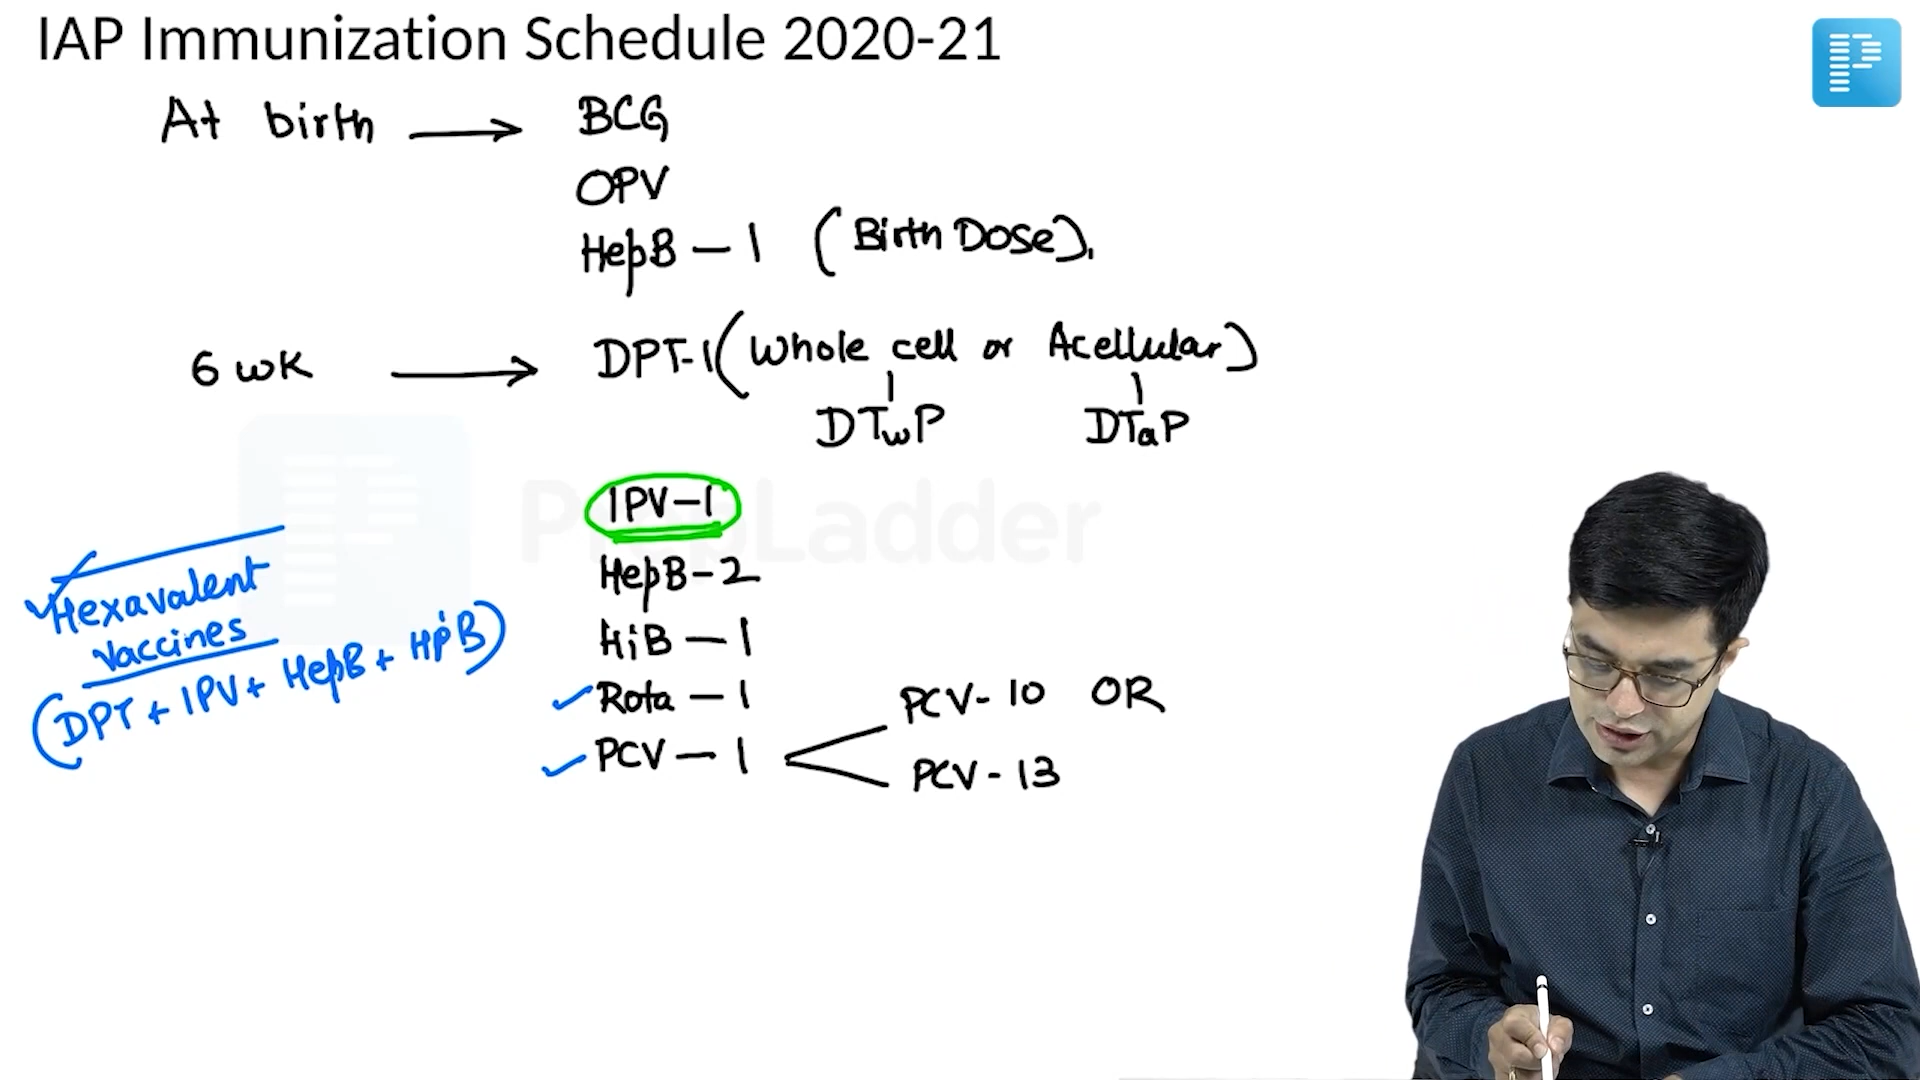 IAP Immunization Schedule 2020-21
At birth → BCG
OPV
HepB - 1 (Birth Dose).
6 wk → DPT-1 (Whole cell or Acellular)
DTwP DTaP
IPV-1
HepB-2
HiB - 1
Rota - 1
PCV - 1
PCV- 10 OR
PCV - 13
Hexavalent
Vaccines
(DPT + IPV + HepB + HiB)
PrepLadder